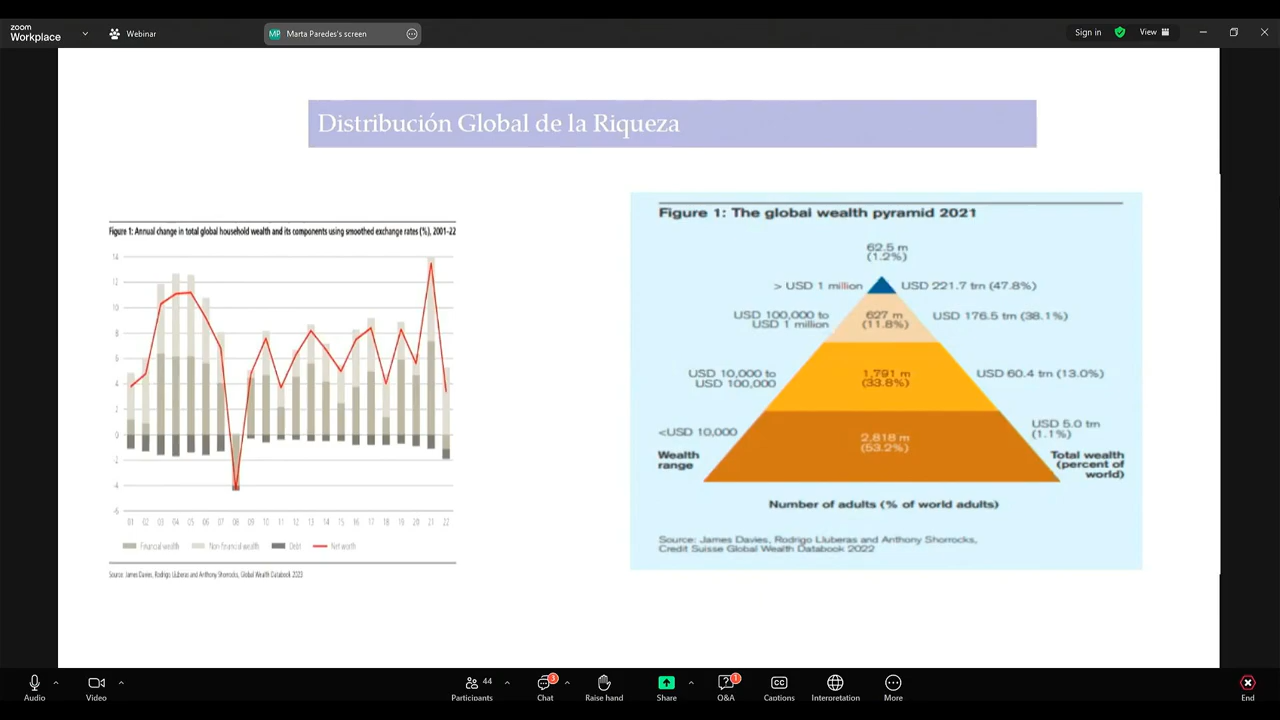 zoom
Workplace
Webinar
MP Marta Paredes's screen
Sign in
View
Distribución Global de la Riqueza
Figure 1: Annual change in total global household wealth and its components using smoothed exchange rates (%), 2001–22
14
12
10
8
6
4
2
0
-2
-4
-6
01 02 03 04 05 06 07 08 09 10 11 12 13 14 15 16 17 18 19 20 21 22
Financial wealth Non-financial wealth Debt Net worth
Source: James Davies, Rodrigo Lluberas and Anthony Shorrocks, Global Wealth Databook 2023
Figure 1: The global wealth pyramid 2021
62.5 m
(1.2%)
> USD 1 million
USD 221.7 trn (47.8%)
USD 100,000 to
USD 1 million
627 m
(11.8%)
USD 176.5 trn (38.1%)
USD 10,000 to
USD 100,000
1,791 m
(33.8%)
USD 60.4 trn (13.0%)
<USD 10,000
2,818 m
(53.2%)
USD 5.0 trn
(1.1%)
Wealth
range
Total wealth
(percent of
world)
Number of adults (% of world adults)
Source: James Davies, Rodrigo Lluberas and Anthony Shorrocks,
Credit Suisse Global Wealth Databook 2022
Audio
Video
Participants
44
Chat
3
Raise hand
Share
Q&A
1
CC
Captions
Interpretation
More
End